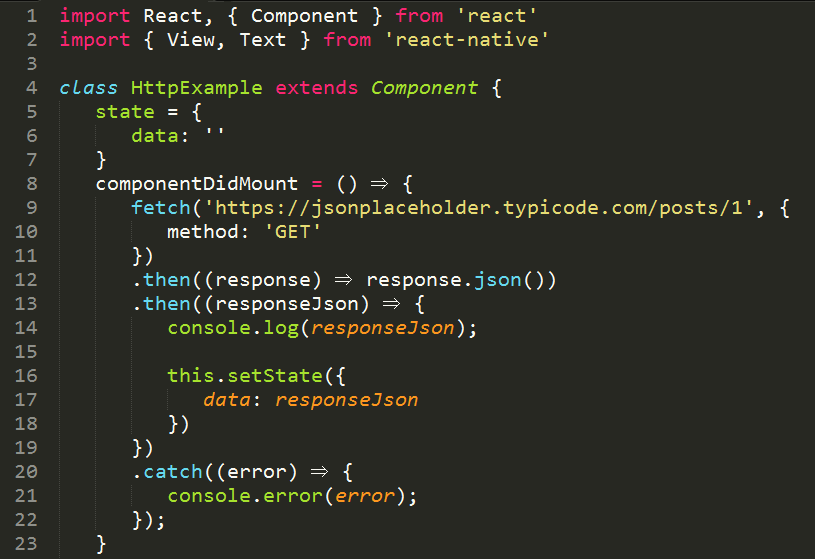 1 import React, { Component } from 'react'
2 import { View, Text } from 'react-native'
3
4 class HttpExample extends Component {
5    state = {
6       data: ''
7    }
8    componentDidMount = () ⇒ {
9       fetch('https://jsonplaceholder.typicode.com/posts/1', {
10          method: 'GET'
11       })
12       .then((response) ⇒ response.json())
13       .then((responseJson) ⇒ {
14          console.log(responseJson);
15
16          this.setState({
17             data: responseJson
18          })
19       })
20       .catch((error) ⇒ {
21          console.error(error);
22       });
23    }